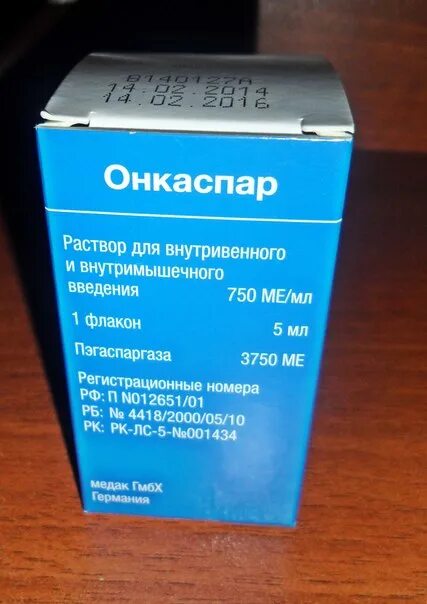 B140127A
14.02.2014
14.02.2016
Онкаспар
Раствор для внутривенного
и внутримышечного
введения 750 МЕ/мл
1 флакон 5 мл
Пэгаспаргаза 3750 МЕ
Регистрационные номера
РФ: П N012651/01
РБ: № 4418/2000/05/10
РК: РК-ЛС-5-№001434
медак ГмбХ
Германия